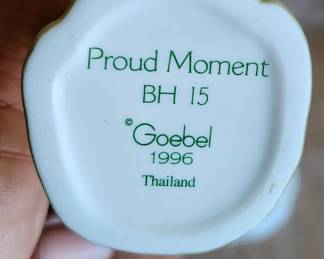 Proud Moment
BH 15
©Goebel
1996
Thailand